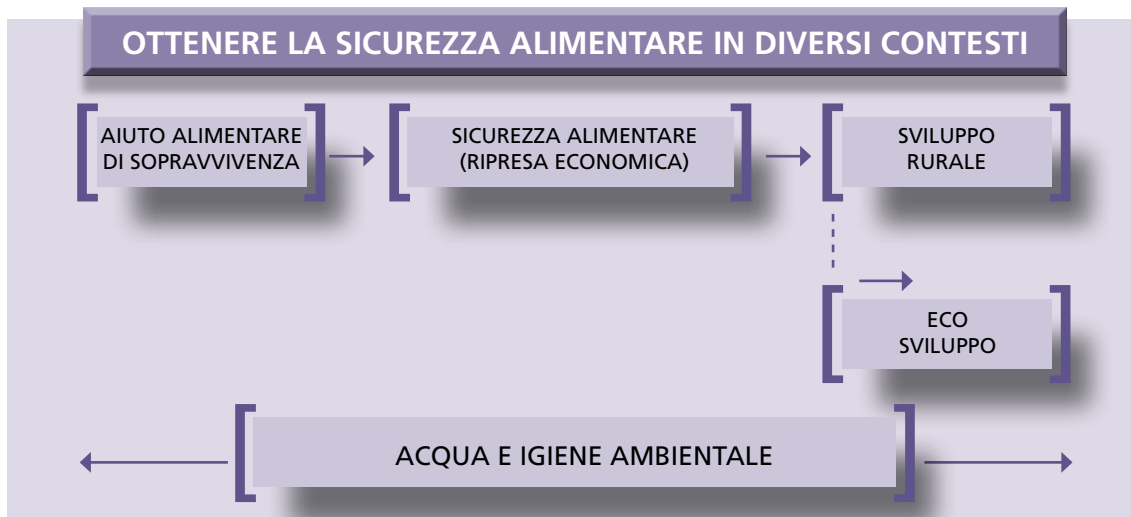 OTTENERE LA SICUREZZA ALIMENTARE IN DIVERSI CONTESTI
AIUTO ALIMENTARE
DI SOPRAVVIVENZA
SICUREZZA ALIMENTARE
(RIPRESA ECONOMICA)
SVILUPPO
RURALE
ECO
SVILUPPO
ACQUA E IGIENE AMBIENTALE